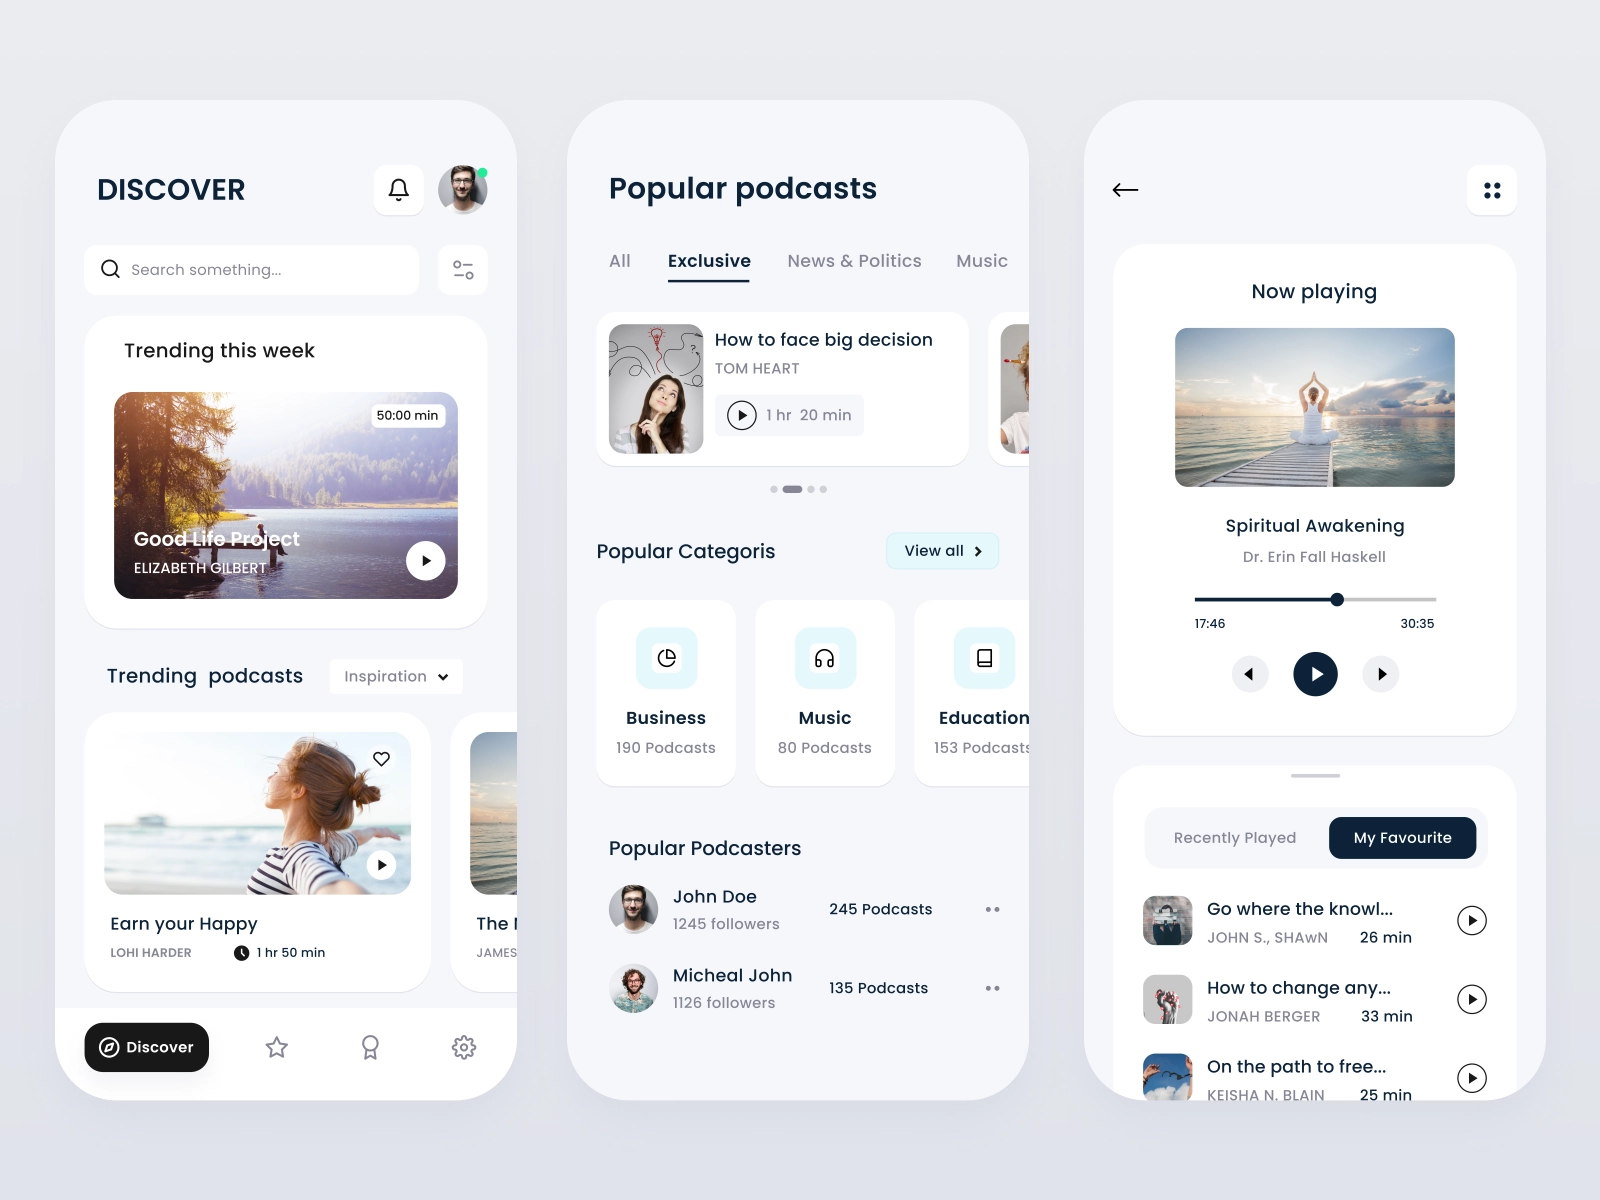 DISCOVER
Search something...
Trending this week
50:00 min
Good Life Project
ELIZABETH GILBERT
Trending podcasts
Inspiration
Earn your Happy
LOHI HARDER
1 hr 50 min
The
JAMES
Discover
Popular podcasts
All
Exclusive
News & Politics
Music
How to face big decision
TOM HEART
1 hr 20 min
Popular Categoris
View all
Business
190 Podcasts
Music
80 Podcasts
Education
153 Podcasts
Popular Podcasters
John Doe
1245 followers
245 Podcasts
Micheal John
1126 followers
135 Podcasts
Now playing
Spiritual Awakening
Dr. Erin Fall Haskell
17:46
30:35
Recently Played
My Favourite
Go where the knowl...
JOHN S., SHAwN
26 min
How to change any...
JONAH BERGER
33 min
On the path to free...
KEISHA N. BLAIN
25 min